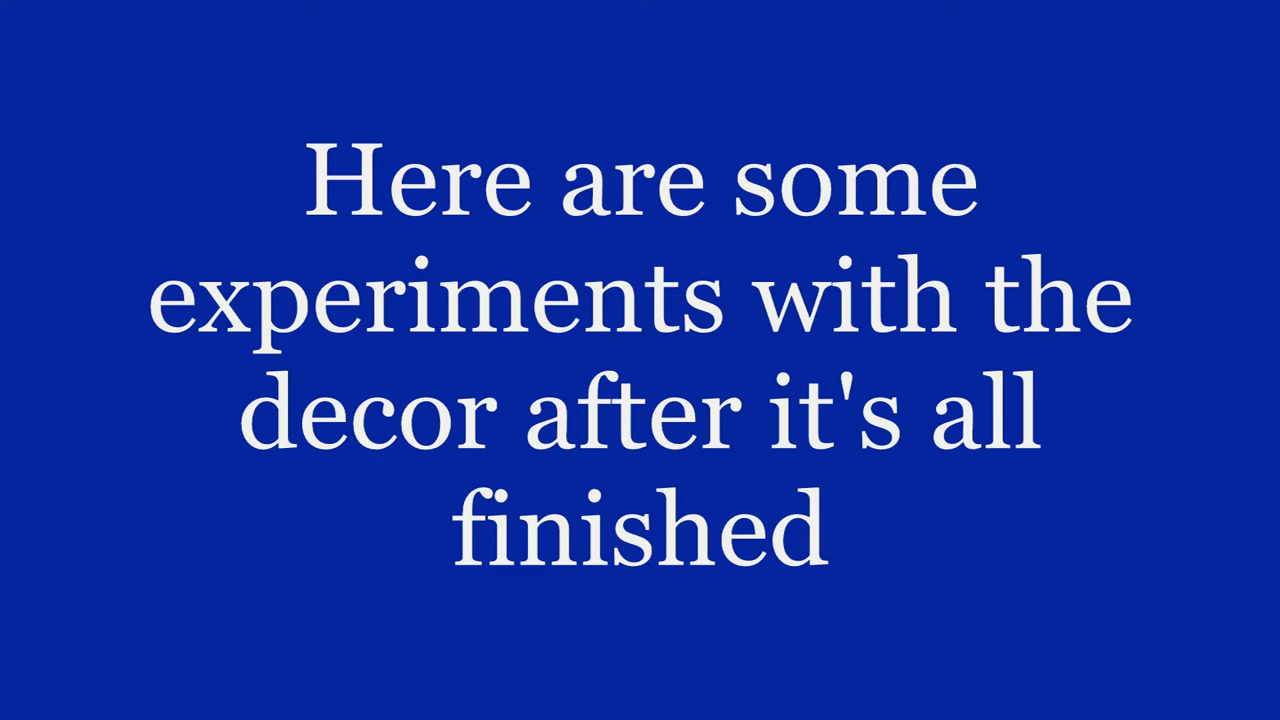 Here are some
experiments with the
decor after it's all
finished